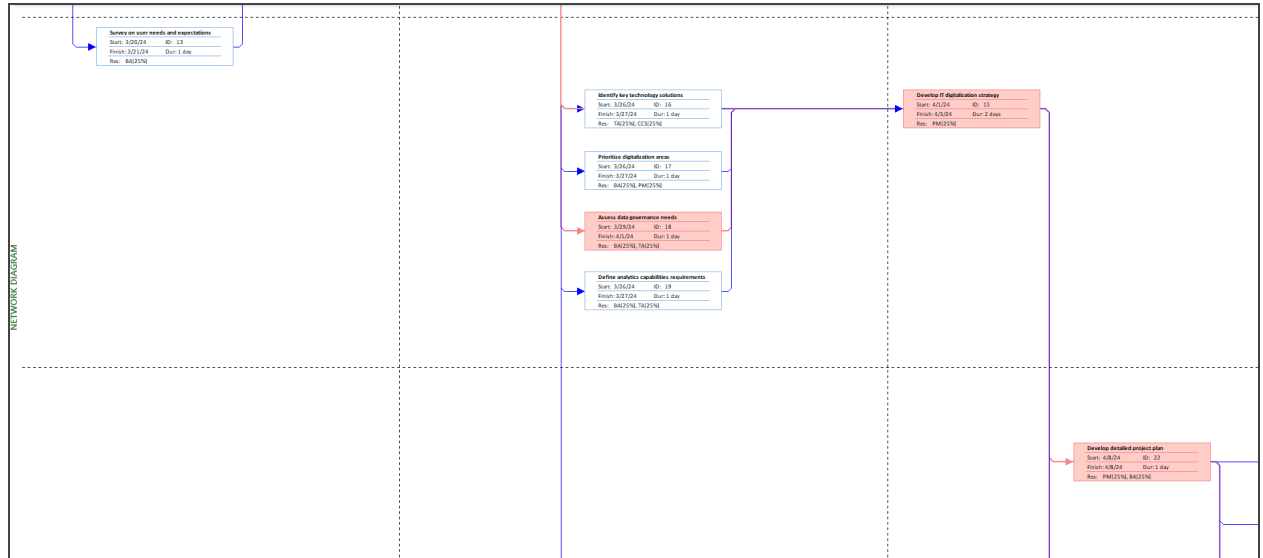 Survey on user needs and expectations
Start: 3/20/24 ID: 13
Finish: 3/21/24 Dur: 1 day
Res: BA[25%]
Identify key technology solutions
Start: 3/26/24 ID: 16
Finish: 3/27/24 Dur: 1 day
Res: TA[25%], CCS[25%]
Develop IT digitalization strategy
Start: 4/1/24 ID: 15
Finish: 4/3/24 Dur: 2 days
Res: PM[25%]
Prioritize digitalization areas
Start: 3/26/24 ID: 17
Finish: 3/27/24 Dur: 1 day
Res: BA[25%], PM[25%]
Assess data governance needs
Start: 3/29/24 ID: 18
Finish: 4/1/24 Dur: 1 day
Res: BA[25%], TA[25%]
Define analytics capabilities requirements
Start: 3/26/24 ID: 19
Finish: 3/27/24 Dur: 1 day
Res: BA[25%], TA[25%]
NETWORK DIAGRAM
Develop detailed project plan
Start: 4/8/24 ID: 22
Finish: 4/8/24 Dur: 1 day
Res: PM[25%], BA[25%]